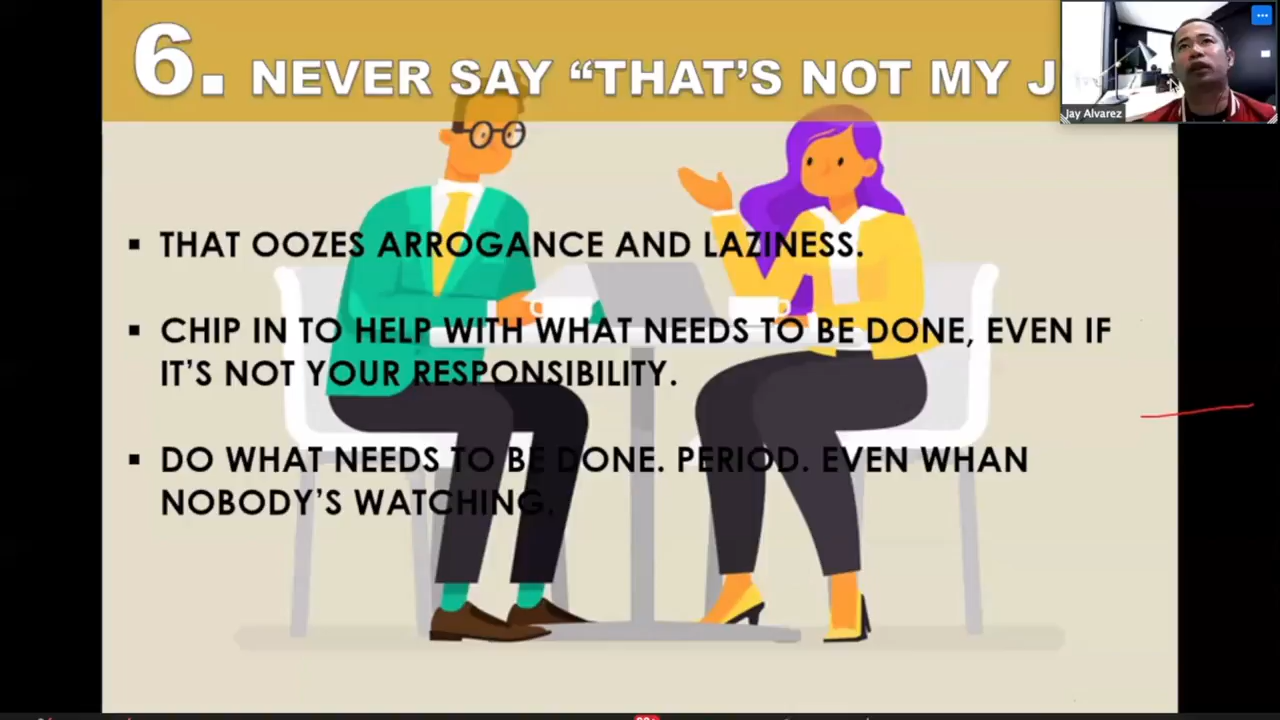 6. NEVER SAY “THAT’S NOT MY J
Jay Alvarez
▪ THAT OOZES ARROGANCE AND LAZINESS.
▪ CHIP IN TO HELP WITH WHAT NEEDS TO BE DONE, EVEN IF
IT’S NOT YOUR RESPONSIBILITY.
▪ DO WHAT NEEDS TO BE DONE. PERIOD. EVEN WHAN
NOBODY’S WATCHING.